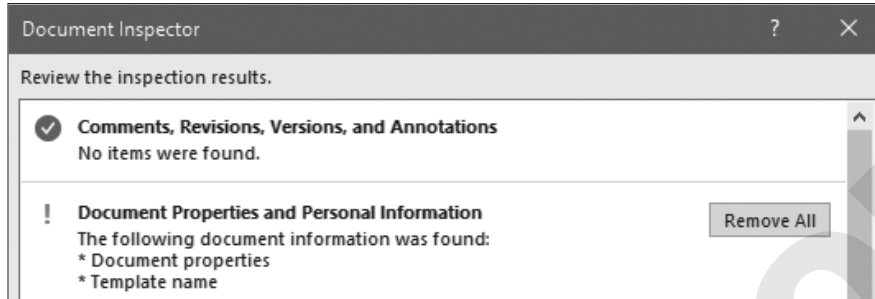 Document Inspector ? ×
Review the inspection results.
Comments, Revisions, Versions, and Annotations
No items were found.
! Document Properties and Personal Information
Remove All
The following document information was found:
* Document properties
* Template name